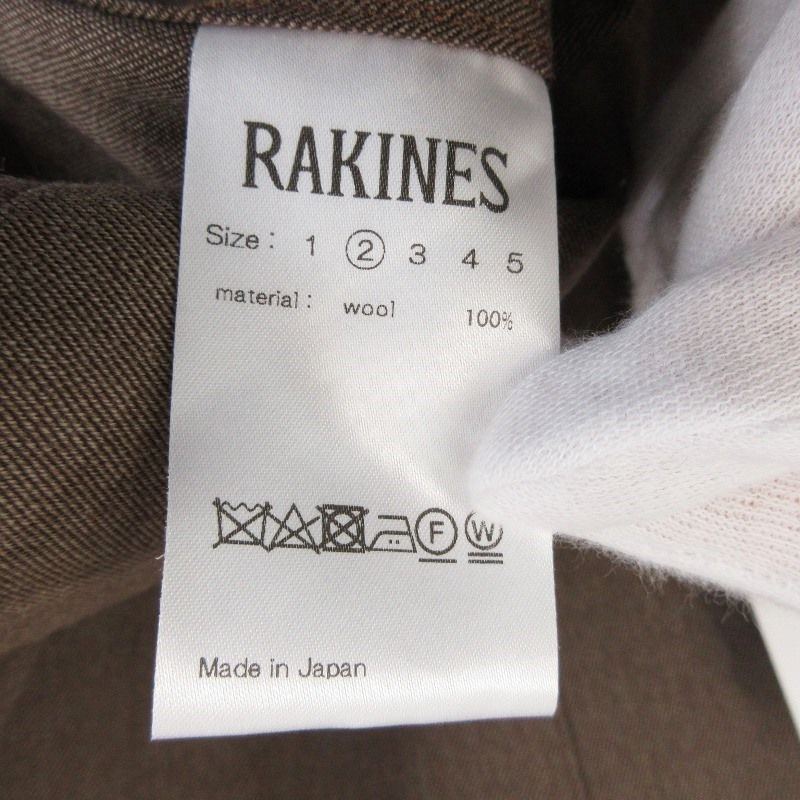 RAKINES
Size : 1 2 3 4 5
material : wool 100%
F W
Made in Japan